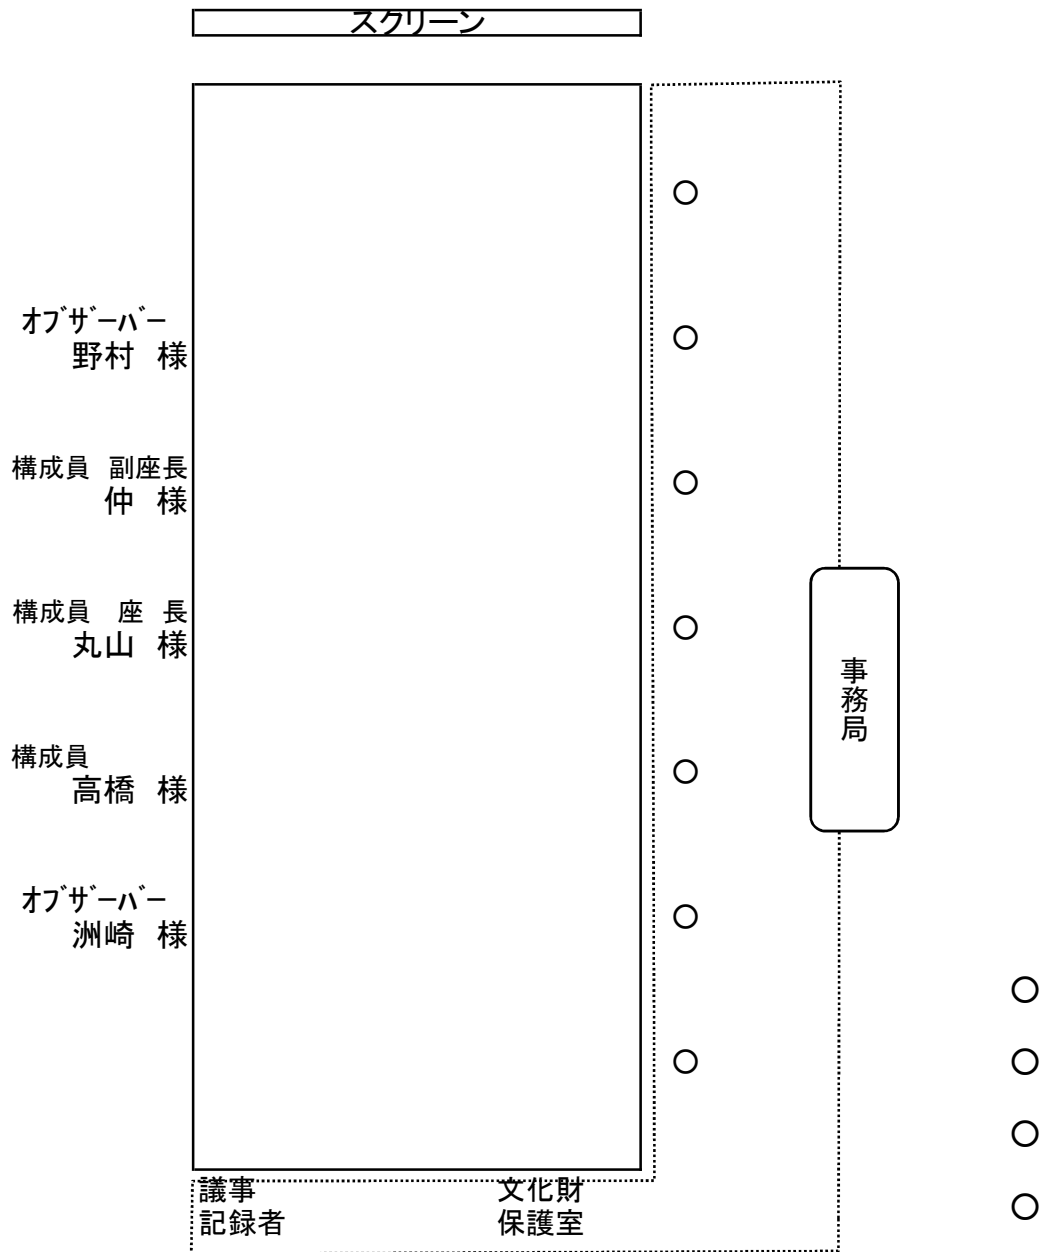 スクリーン
ｵﾌﾞｻﾞｰﾊﾞｰ
野村 様
構成員 副座長
仲 様
構成員 座 長
丸山 様
構成員
高橋 様
ｵﾌﾞｻﾞｰﾊﾞｰ
洲崎 様
事務局
議事
記録者
文化財
保護室